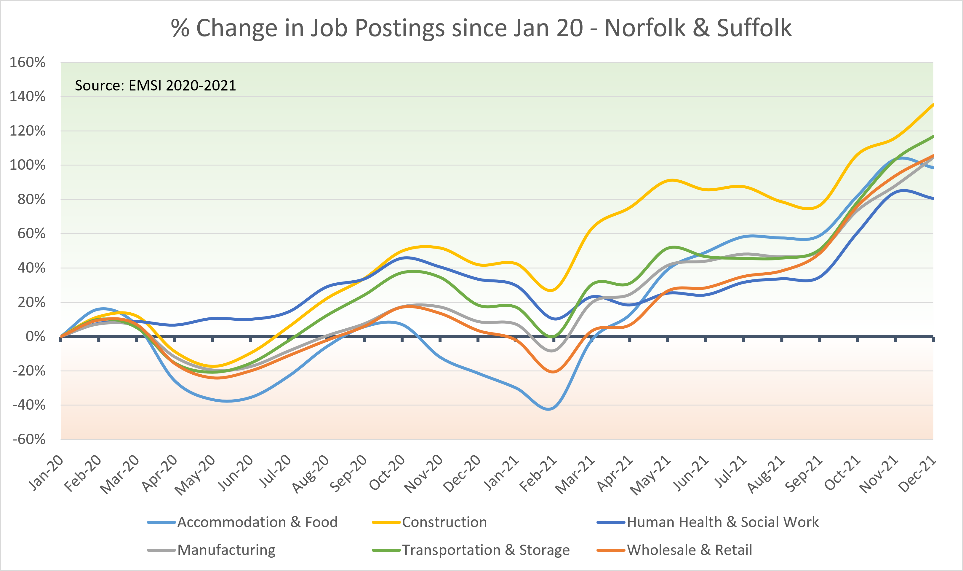 % Change in Job Postings since Jan 20 - Norfolk & Suffolk
160%
Source: EMSI 2020-2021
140%
120%
100%
80%
60%
40%
20%
0%
-20%
-40%
-60%
Jan-20 Feb-20 Mar-20 Apr-20 May-20 Jun-20 Jul-20 Aug-20 Sep-20 Oct-20 Nov-20 Dec-20 Jan-21 Feb-21 Mar-21 Apr-21 May-21 Jun-21 Jul-21 Aug-21 Sep-21 Oct-21 Nov-21 Dec-21
Accommodation & Food Construction Human Health & Social Work
Manufacturing Transportation & Storage Wholesale & Retail